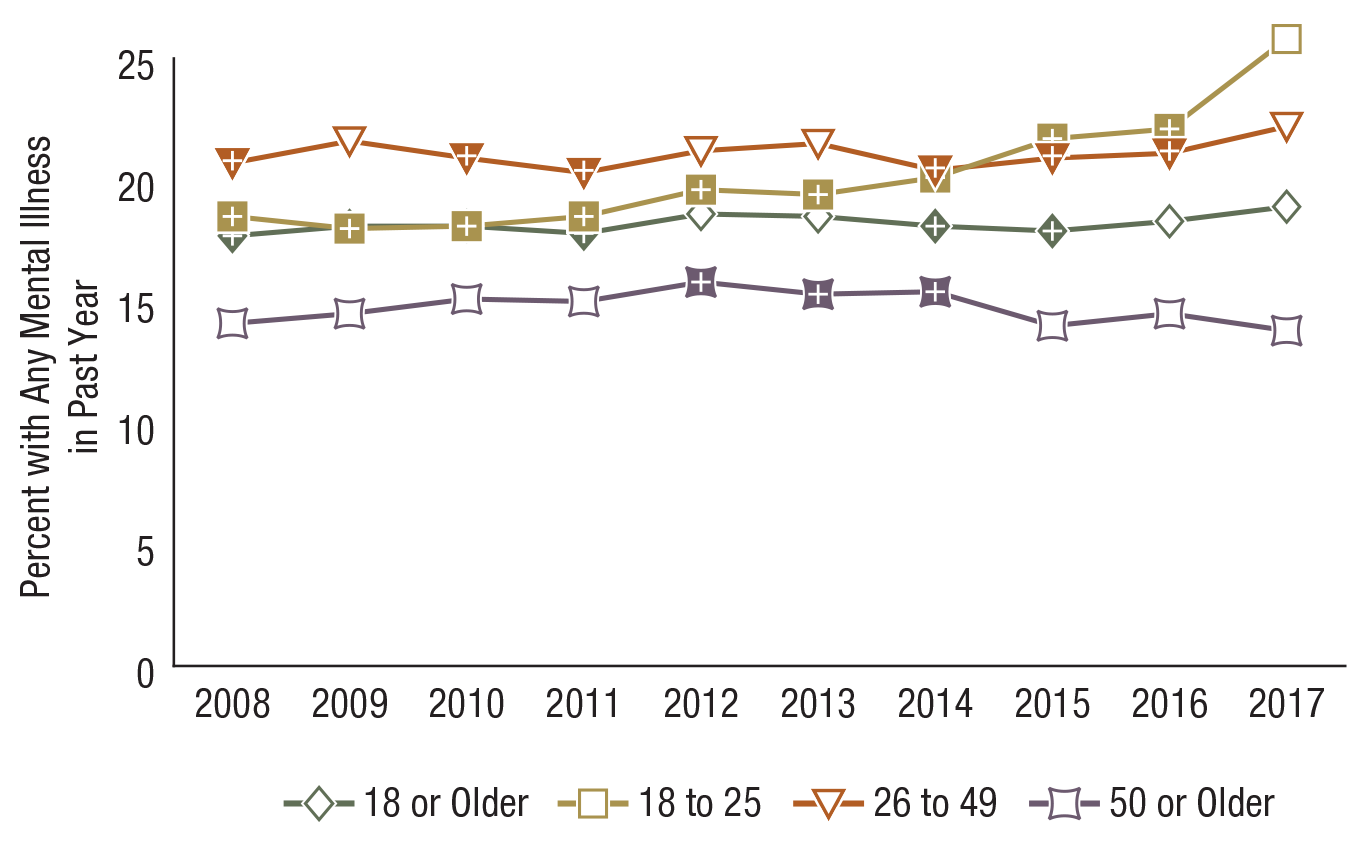 Percent with Any Mental Illness
in Past Year
25
20
15
10
5
0
2008 2009 2010 2011 2012 2013 2014 2015 2016 2017
18 or Older 18 to 25 26 to 49 50 or Older